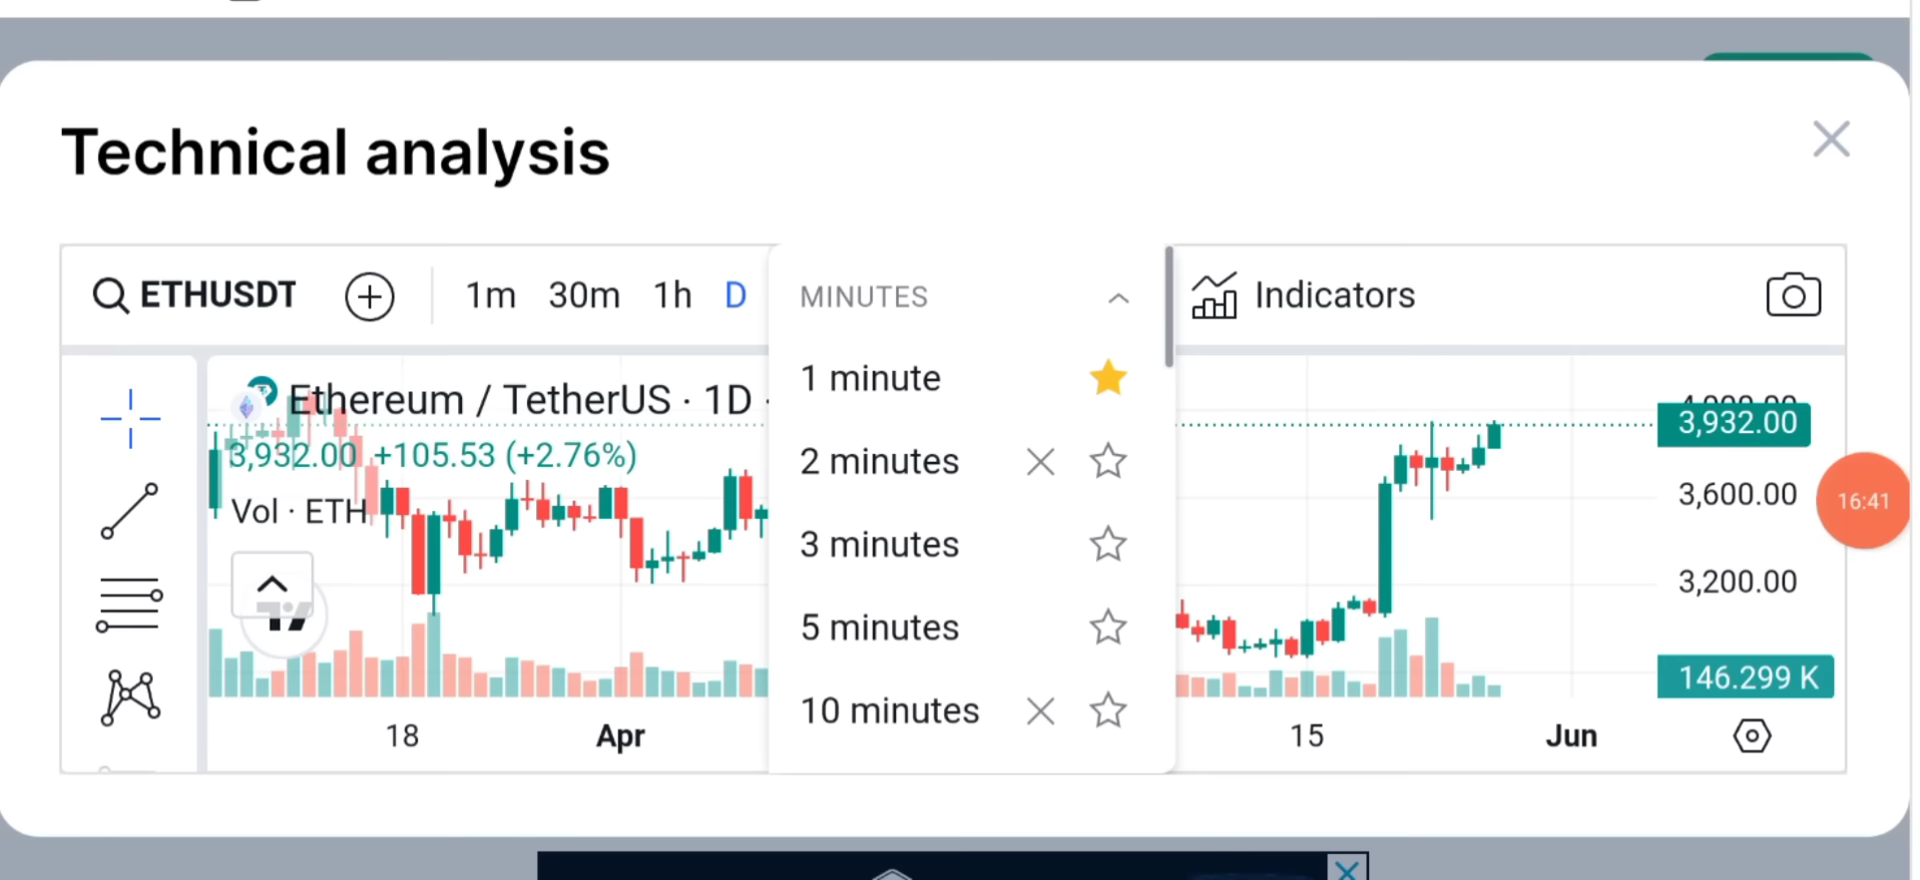 Technical analysis
ETHUSDT
1m 30m 1h D
MINUTES
Indicators
Ethereum / TetherUS · 1D ·
3,932.00 +105.53 (+2.76%)
Vol · ETH
1 minute
2 minutes
3 minutes
5 minutes
10 minutes
3,932.00
3,600.00
16:41
3,200.00
146.299 K
18
Apr
15
Jun